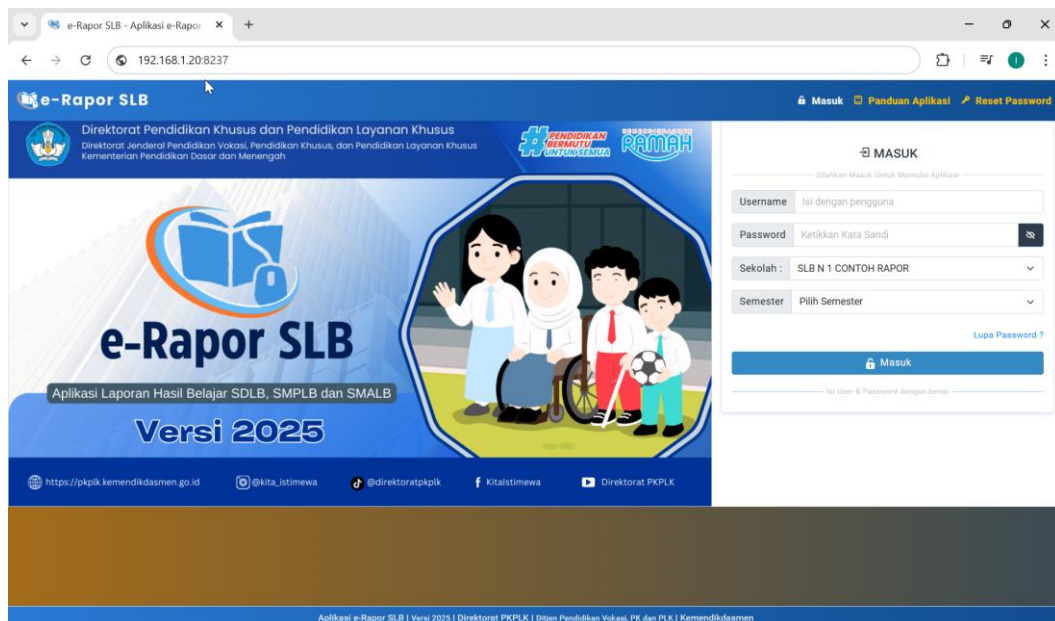 e-Rapor SLB - Aplikasi e-Rapor
192.168.1.20:8237
e-Rapor SLB
Masuk Panduan Aplikasi Reset Password
Direktorat Pendidikan Khusus dan Pendidikan Layanan Khusus
Direktorat Jenderal Pendidikan Vokasi, Pendidikan Khusus, dan Pendidikan Layanan Khusus
Kementerian Pendidikan Dasar dan Menengah
#PENDIDIKAN
BERMUTU
UNTUK SEMUA
KEMENDIKDASMEN
RAMAH
e-Rapor SLB
Aplikasi Laporan Hasil Belajar SDLB, SMPLB dan SMALB
Versi 2025
https://pkplk.kemendikdasmen.go.id @kita_istimewa @direktoratpkplk KitaIstimewa Direktorat PKPLK
MASUK
Silahkan Masuk Untuk Memulai Aplikasi
Username Isi dengan pengguna
Password Ketikkan Kata Sandi
Sekolah : SLB N 1 CONTOH RAPOR
Semester Pilih Semester
Lupa Password ?
Masuk
Isi User & Password dengan benar
Aplikasi e-Rapor SLB | Versi 2025 | Direktorat PKPLK | Ditjen Pendidikan Vokasi, PK dan PLK | Kemendikdasmen